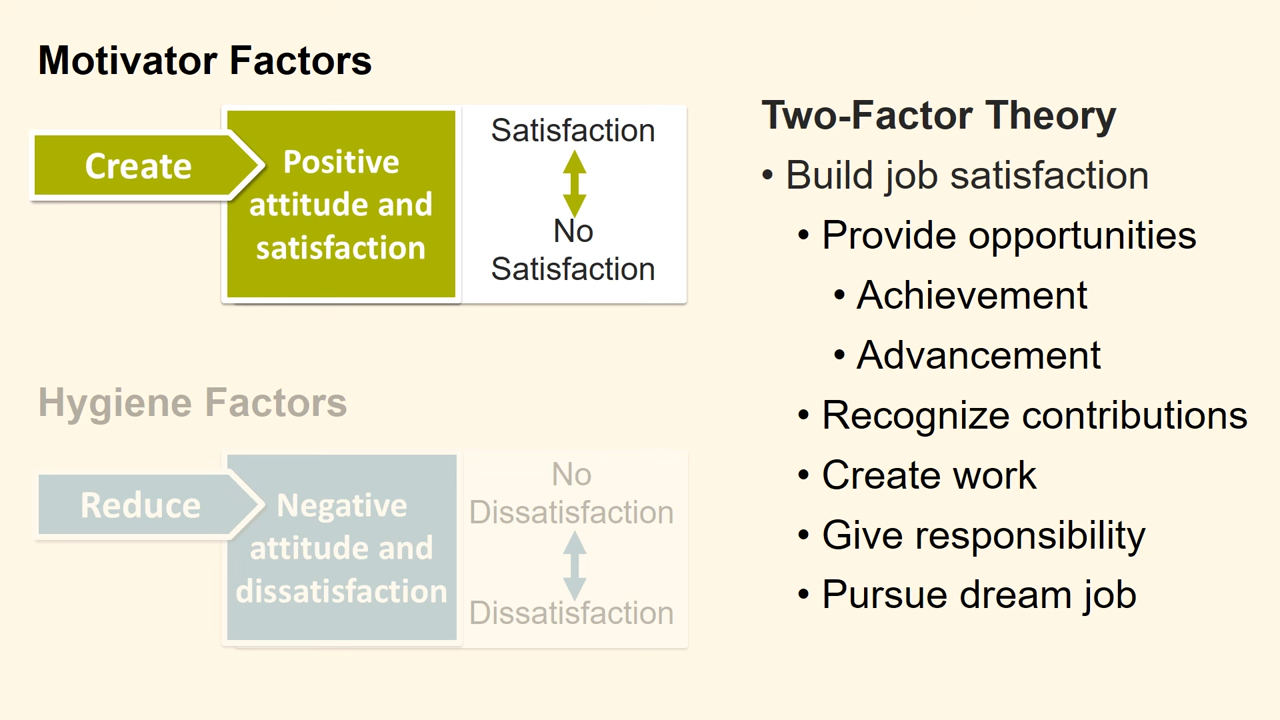 Motivator Factors
Create
Positive
attitude and
satisfaction
Satisfaction
No
Satisfaction
Hygiene Factors
Reduce
Negative
attitude and
dissatisfaction
No
Dissatisfaction
Dissatisfaction
Two-Factor Theory
• Build job satisfaction
• Provide opportunities
• Achievement
• Advancement
• Recognize contributions
• Create work
• Give responsibility
• Pursue dream job